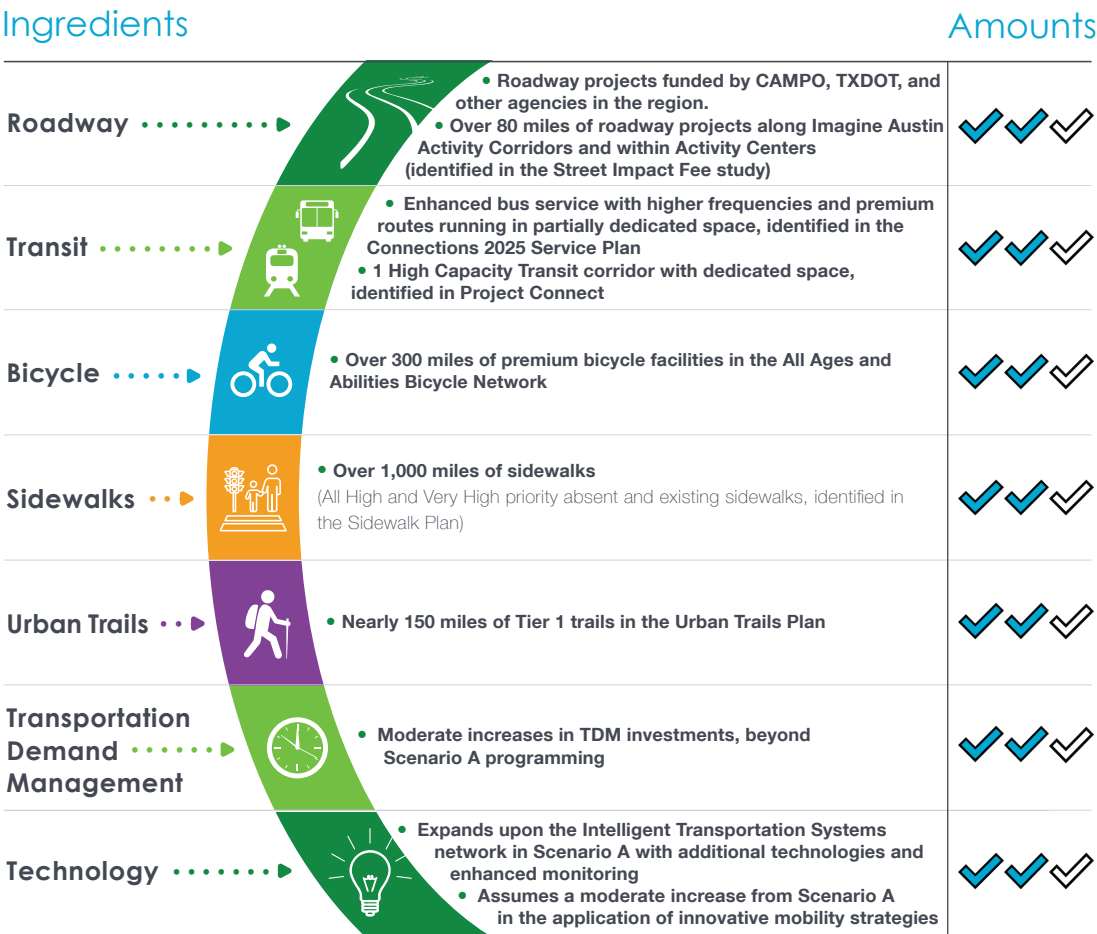 Ingredients
Amounts
Roadway
• Roadway projects funded by CAMPO, TXDOT, and
other agencies in the region.
• Over 80 miles of roadway projects along Imagine Austin
Activity Corridors and within Activity Centers
(identified in the Street Impact Fee study)
Transit
• Enhanced bus service with higher frequencies and premium
routes running in partially dedicated space, identified in the
Connections 2025 Service Plan
• 1 High Capacity Transit corridor with dedicated space,
identified in Project Connect
Bicycle
• Over 300 miles of premium bicycle facilities in the All Ages and
Abilities Bicycle Network
Sidewalks
• Over 1,000 miles of sidewalks
(All High and Very High priority absent and existing sidewalks, identified in
the Sidewalk Plan)
Urban Trails
• Nearly 150 miles of Tier 1 trails in the Urban Trails Plan
Transportation
Demand
Management
• Moderate increases in TDM investments, beyond
Scenario A programming
Technology
• Expands upon the Intelligent Transportation Systems
network in Scenario A with additional technologies and
enhanced monitoring
• Assumes a moderate increase from Scenario A
in the application of innovative mobility strategies